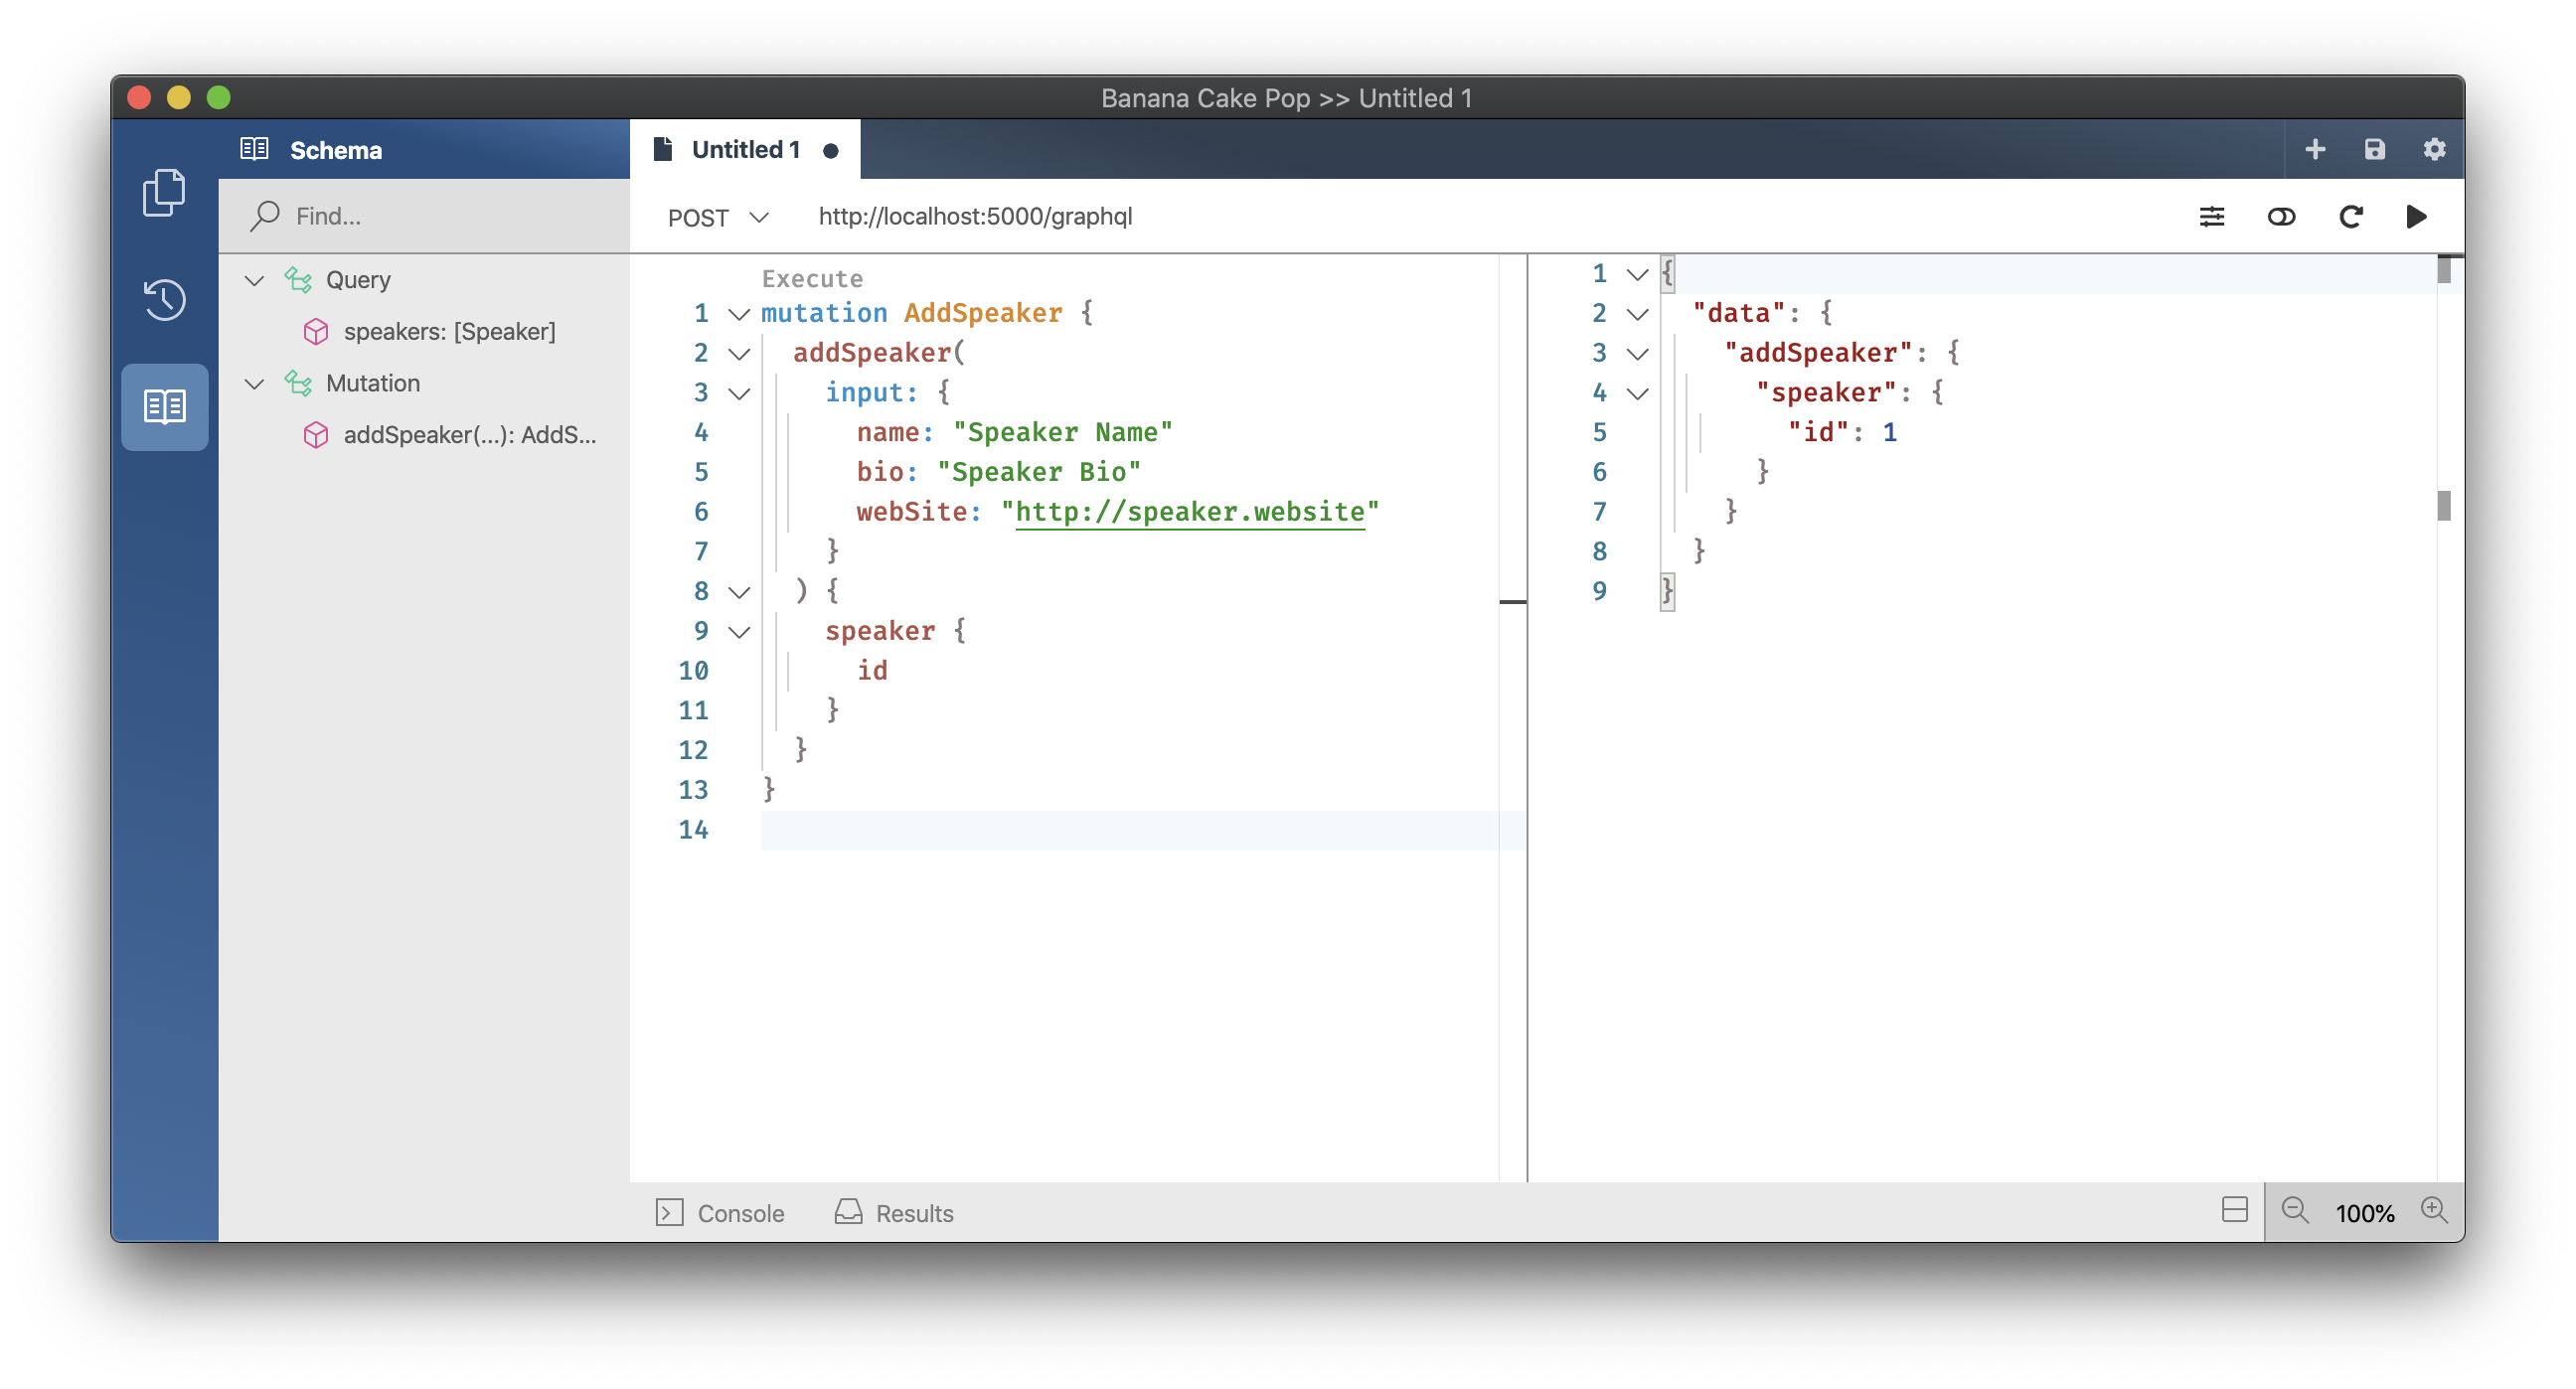 Banana Cake Pop >> Untitled 1
Schema
Untitled 1
Find...
POST
http://localhost:5000/graphql
Query
speakers: [Speaker]
Mutation
addSpeaker(...): AddS...
Execute
1 mutation AddSpeaker {
2 addSpeaker(
3 input: {
4 name: "Speaker Name"
5 bio: "Speaker Bio"
6 webSite: "http://speaker.website"
7 }
8 ) {
9 speaker {
10 id
11 }
12 }
13 }
14
1 {
2 "data": {
3 "addSpeaker": {
4 "speaker": {
5 "id": 1
6 }
7 }
8 }
9 }
Console
Results
100%